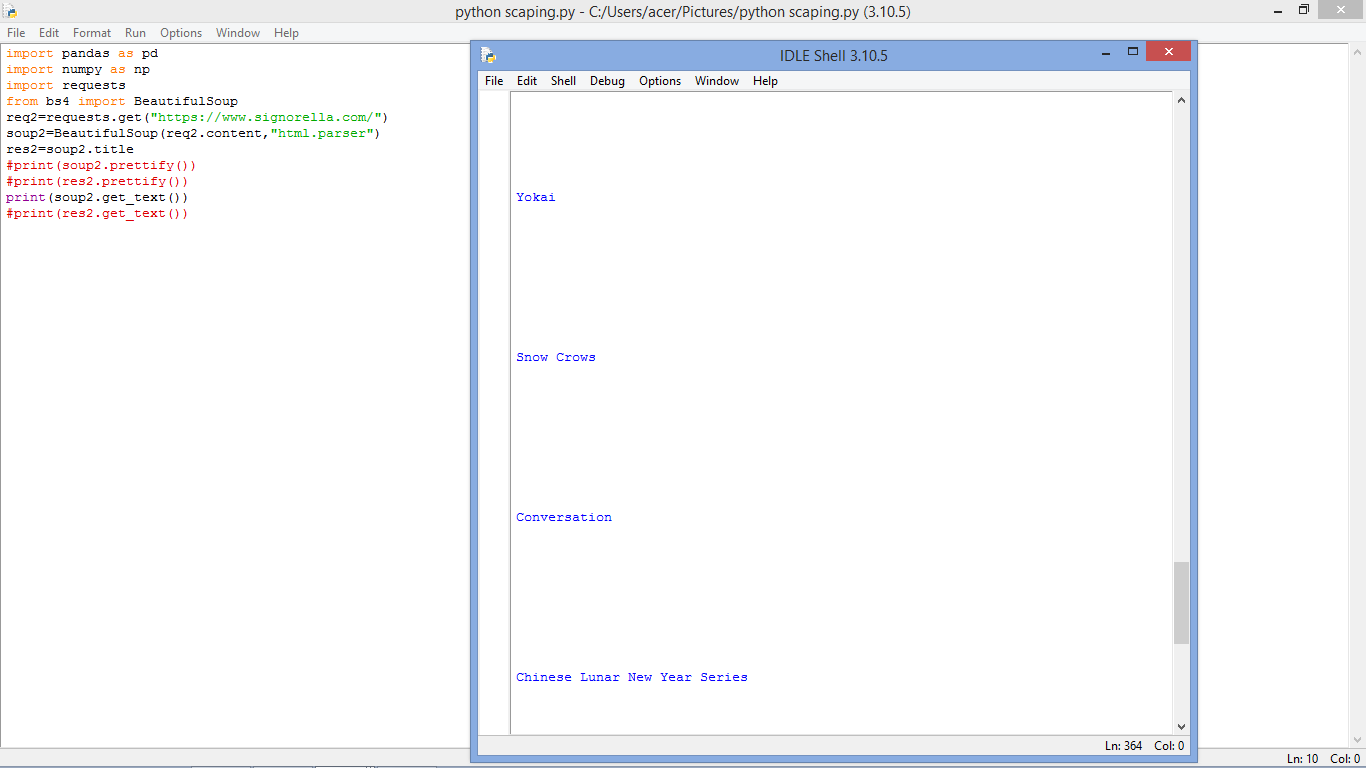 python scaping.py - C:/Users/acer/Pictures/python scaping.py (3.10.5)
File Edit Format Run Options Window Help
import pandas as pd
import numpy as np
import requests
from bs4 import BeautifulSoup
req2=requests.get("https://www.signorella.com/")
soup2=BeautifulSoup(req2.content,"html.parser")
res2=soup2.title
#print(soup2.prettify())
#print(res2.prettify())
print(soup2.get_text())
#print(res2.get_text())
IDLE Shell 3.10.5
File Edit Shell Debug Options Window Help
Yokai
Snow Crows
Conversation
Chinese Lunar New Year Series
Ln: 364 Col: 0
Ln: 10 Col: 0